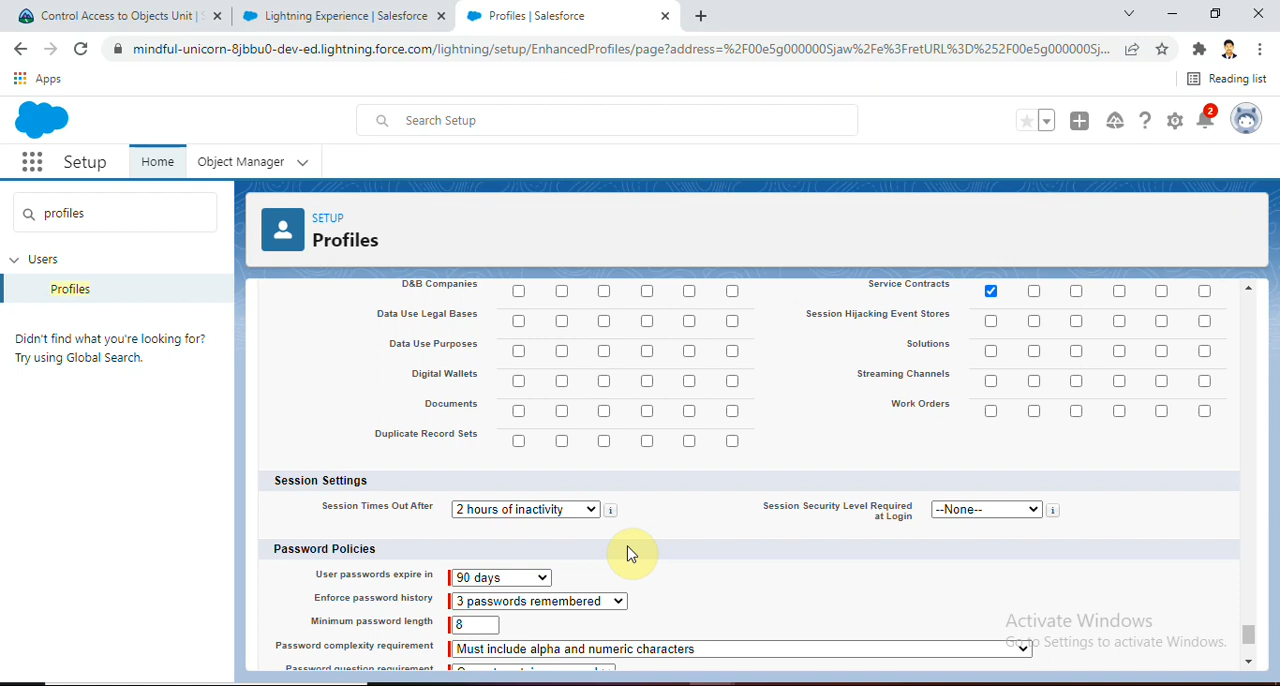 Control Access to Objects Unit | S
Lightning Experience | Salesforce
Profiles | Salesforce
mindful-unicorn-8jbbu0-dev-ed.lightning.force.com/lightning/setup/EnhancedProfiles/page?address=%2F00e5g000000Sjaw%2Fe%3FretURL%3D%252F00e5g000000Sj...
Apps
Reading list
Search Setup
2
Setup
Home
Object Manager
profiles
Users
Profiles
Didn't find what you're looking for?
Try using Global Search.
SETUP
Profiles
D&B Companies
Service Contracts
Data Use Legal Bases
Session Hijacking Event Stores
Data Use Purposes
Solutions
Digital Wallets
Streaming Channels
Documents
Work Orders
Duplicate Record Sets
Session Settings
Session Times Out After
2 hours of inactivity
i
Session Security Level Required
at Login
--None--
i
Password Policies
User passwords expire in
90 days
Enforce password history
3 passwords remembered
Minimum password length
8
Password complexity requirement
Must include alpha and numeric characters
Password question requirement
Activate Windows
Go to Settings to activate Windows.